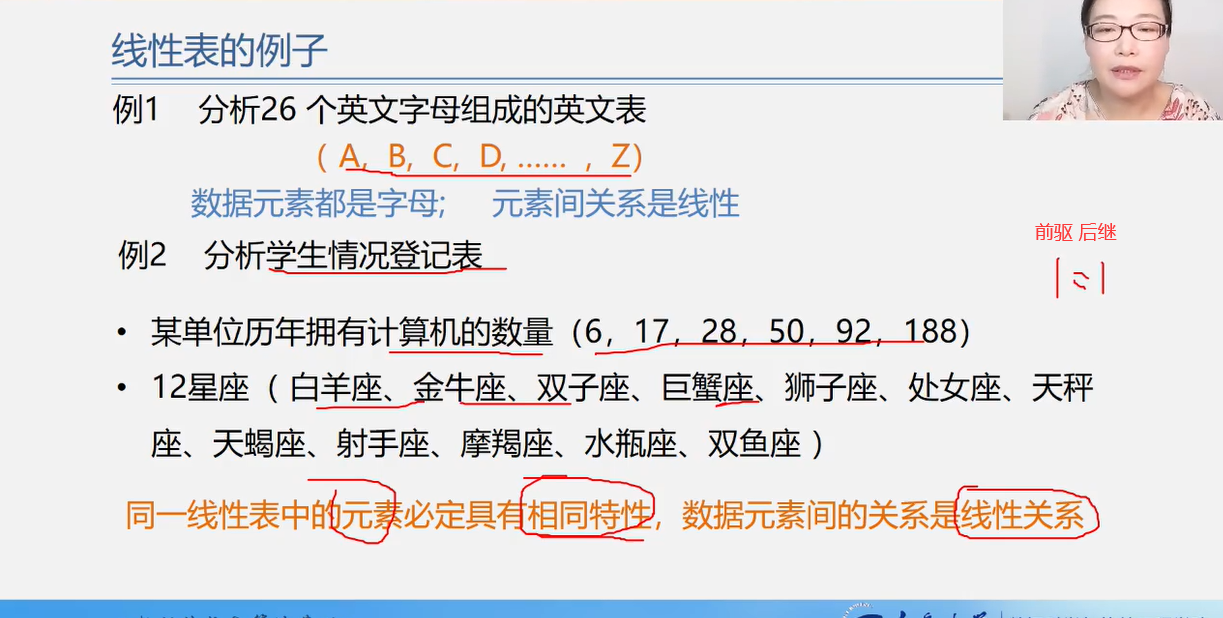 线性表的例子
例1 分析26 个英文字母组成的英文表
( A, B, C, D, …… , Z)
数据元素都是字母; 元素间关系是线性
前驱 后继
例2 分析学生情况登记表
• 某单位历年拥有计算机的数量（6，17，28，50，92，188）
• 12星座（ 白羊座、金牛座、双子座、巨蟹座、狮子座、处女座、天秤
座、天蝎座、射手座、摩羯座、水瓶座、双鱼座 ）
同一线性表中的元素必定具有相同特性，数据元素间的关系是线性关系